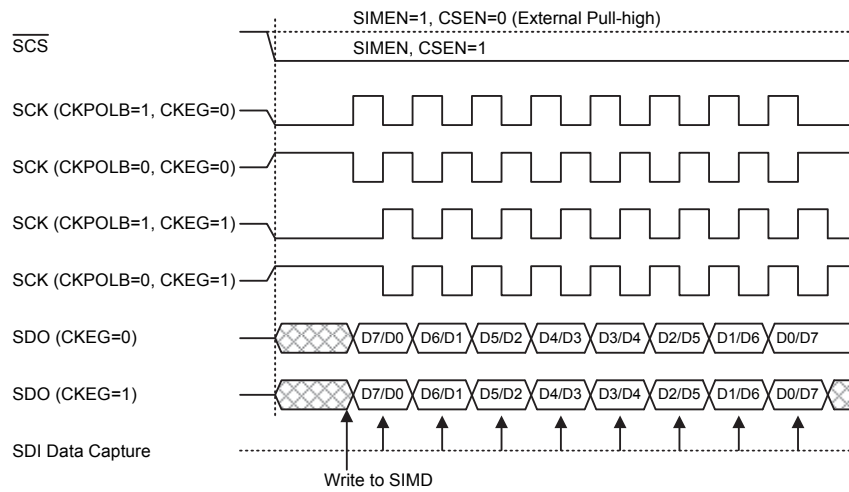 SIMEN=1, CSEN=0 (External Pull-high)
SCS
SIMEN, CSEN=1
SCK (CKPOLB=1, CKEG=0)
SCK (CKPOLB=0, CKEG=0)
SCK (CKPOLB=1, CKEG=1)
SCK (CKPOLB=0, CKEG=1)
SDO (CKEG=0) D7/D0 D6/D1 D5/D2 D4/D3 D3/D4 D2/D5 D1/D6 D0/D7
SDO (CKEG=1) D7/D0 D6/D1 D5/D2 D4/D3 D3/D4 D2/D5 D1/D6 D0/D7
SDI Data Capture
Write to SIMD